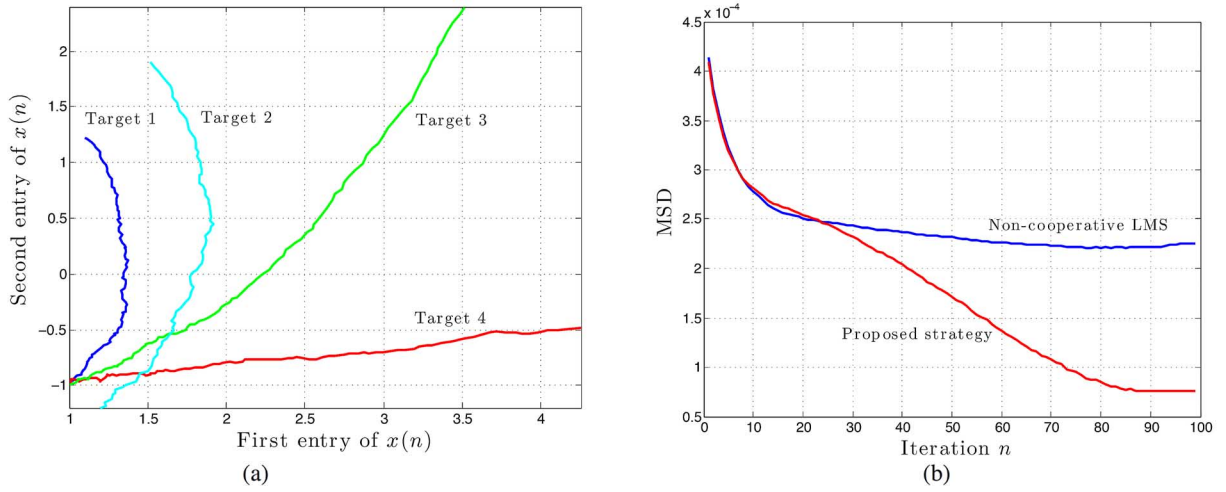 2
1.5
1
0.5
0
−0.5
−1
1
1.5
2
2.5
3
3.5
4
Second entry of x(n)
First entry of x(n)
Target 1
Target 2
Target 3
Target 4
(a)
x 10⁻⁴
4.5
4
3.5
3
2.5
2
1.5
1
0.5
0
10
20
30
40
50
60
70
80
90
100
MSD
Iteration n
Non-cooperative LMS
Proposed strategy
(b)